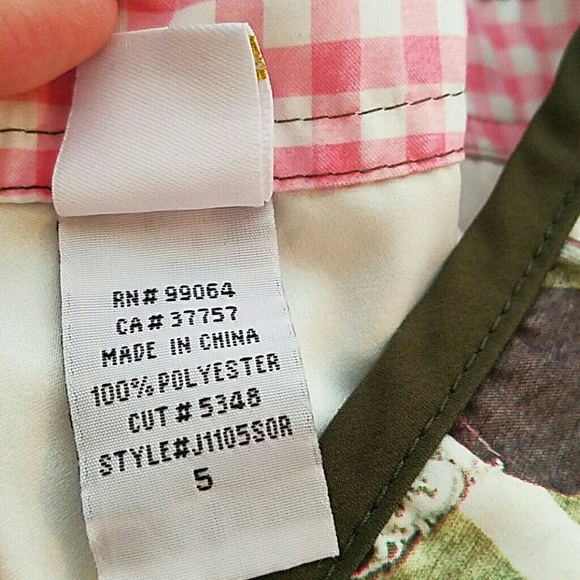 RN# 99064
CA# 37757
MADE IN CHINA
100% POLYESTER
CUT # 5348
STYLE#J1105SOR
5